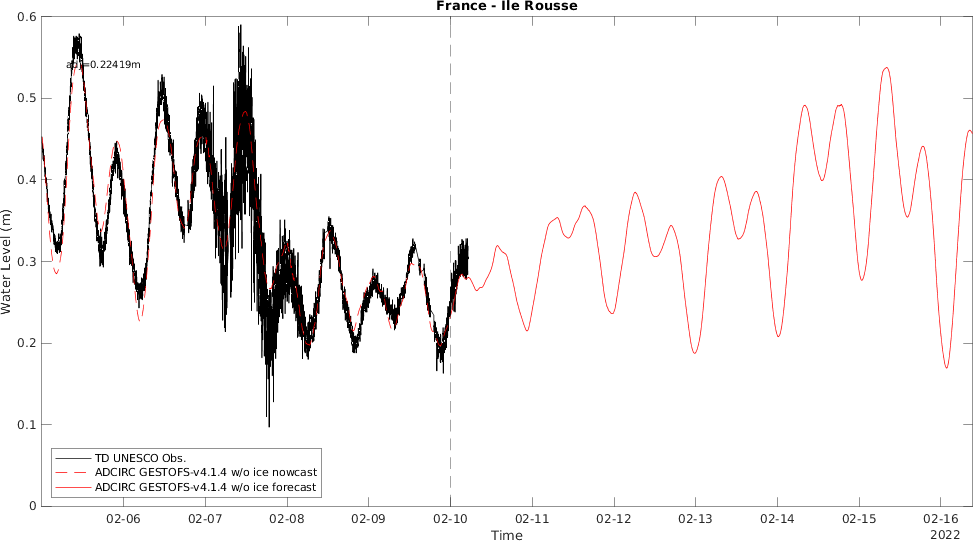 France - Ile Rousse
0.6
0.5
0.4
0.3
0.2
0.1
0
Water Level (m)
=0.22419m
TD UNESCO Obs.
ADCIRC GESTOFS-v4.1.4 w/o ice nowcast
ADCIRC GESTOFS-v4.1.4 w/o ice forecast
02-06 02-07 02-08 02-09 02-10 02-11 02-12 02-13 02-14 02-15 02-16
Time
2022